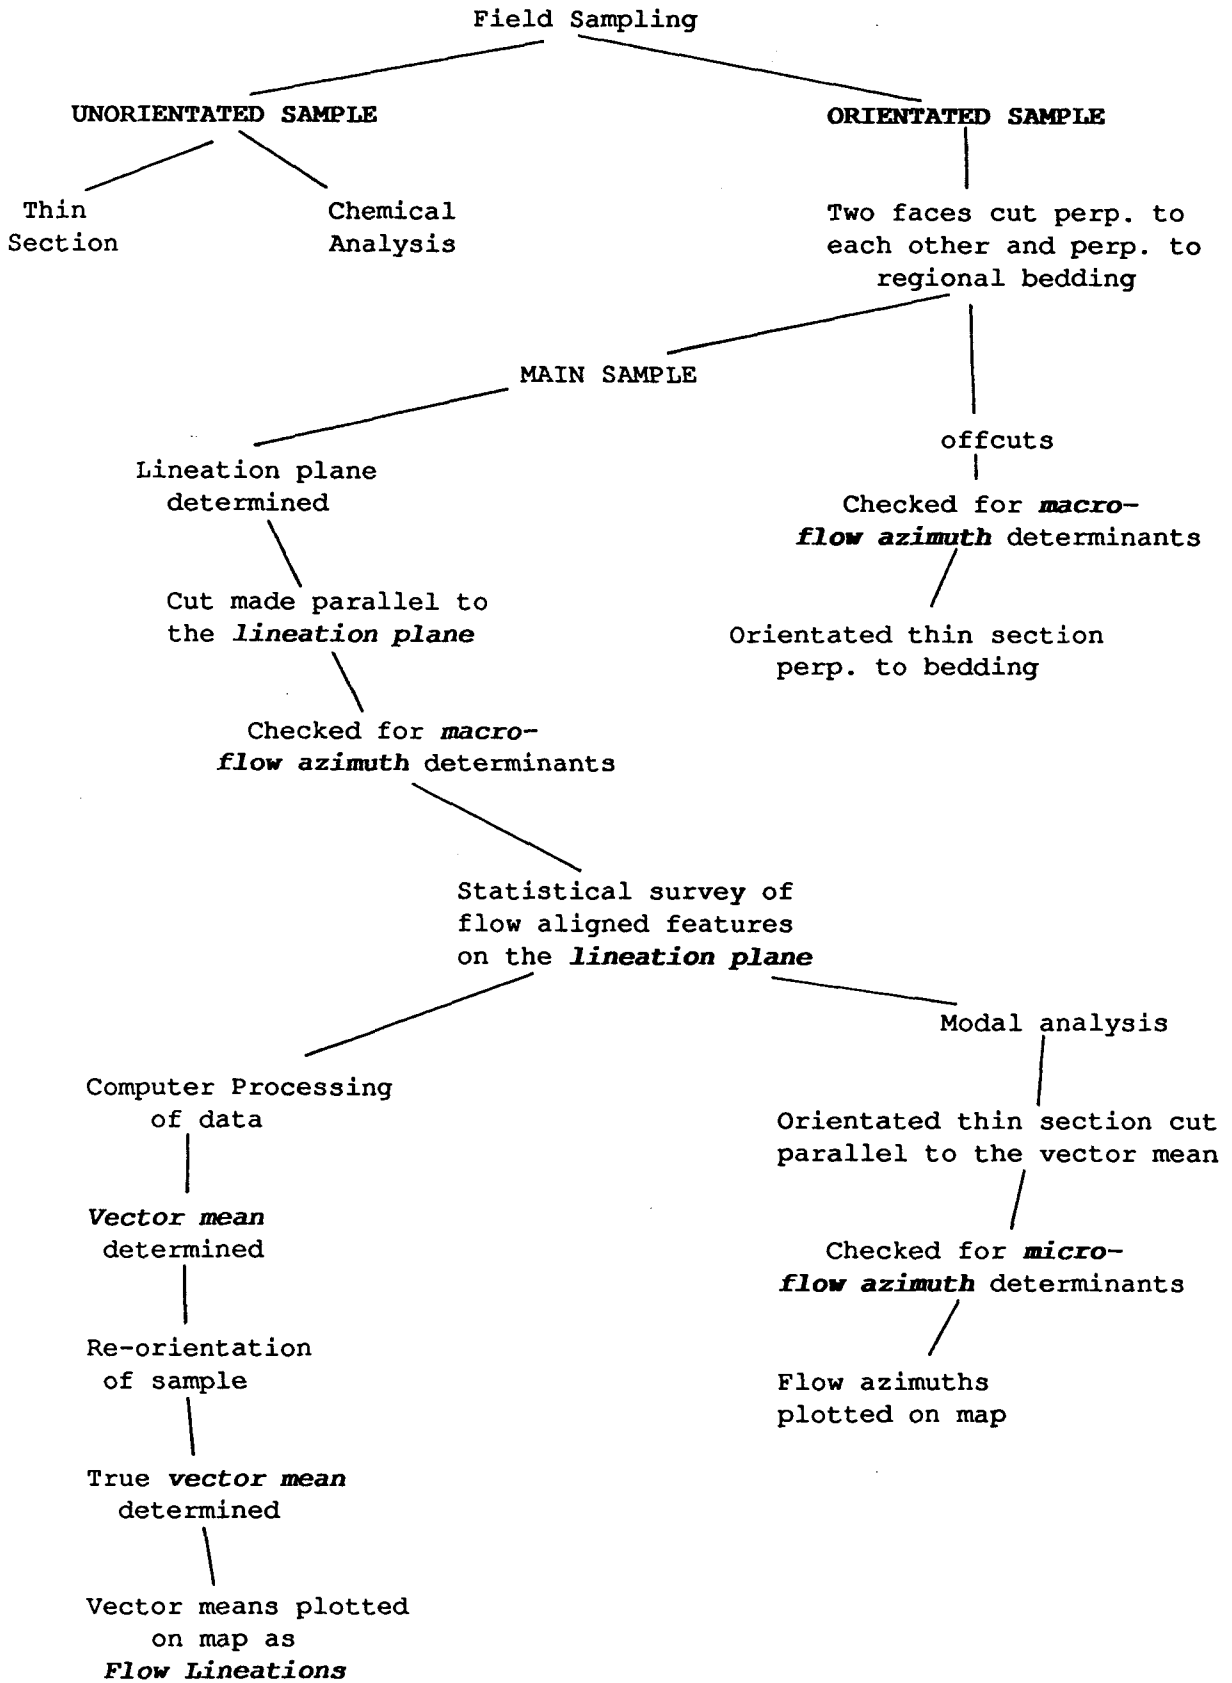 Field Sampling
UNORIENTATED SAMPLE
ORIENTATED SAMPLE
Thin
Section
Chemical
Analysis
Two faces cut perp. to
each other and perp. to
regional bedding
MAIN SAMPLE
offcuts
Lineation plane
determined
Checked for macro-
flow azimuth determinants
Cut made parallel to
the lineation plane
Orientated thin section
perp. to bedding
Checked for macro-
flow azimuth determinants
Statistical survey of
flow aligned features
on the lineation plane
Modal analysis
Computer Processing
of data
Orientated thin section cut
parallel to the vector mean
Vector mean
determined
Checked for micro-
flow azimuth determinants
Re-orientation
of sample
Flow azimuths
plotted on map
True vector mean
determined
Vector means plotted
on map as
Flow Lineations